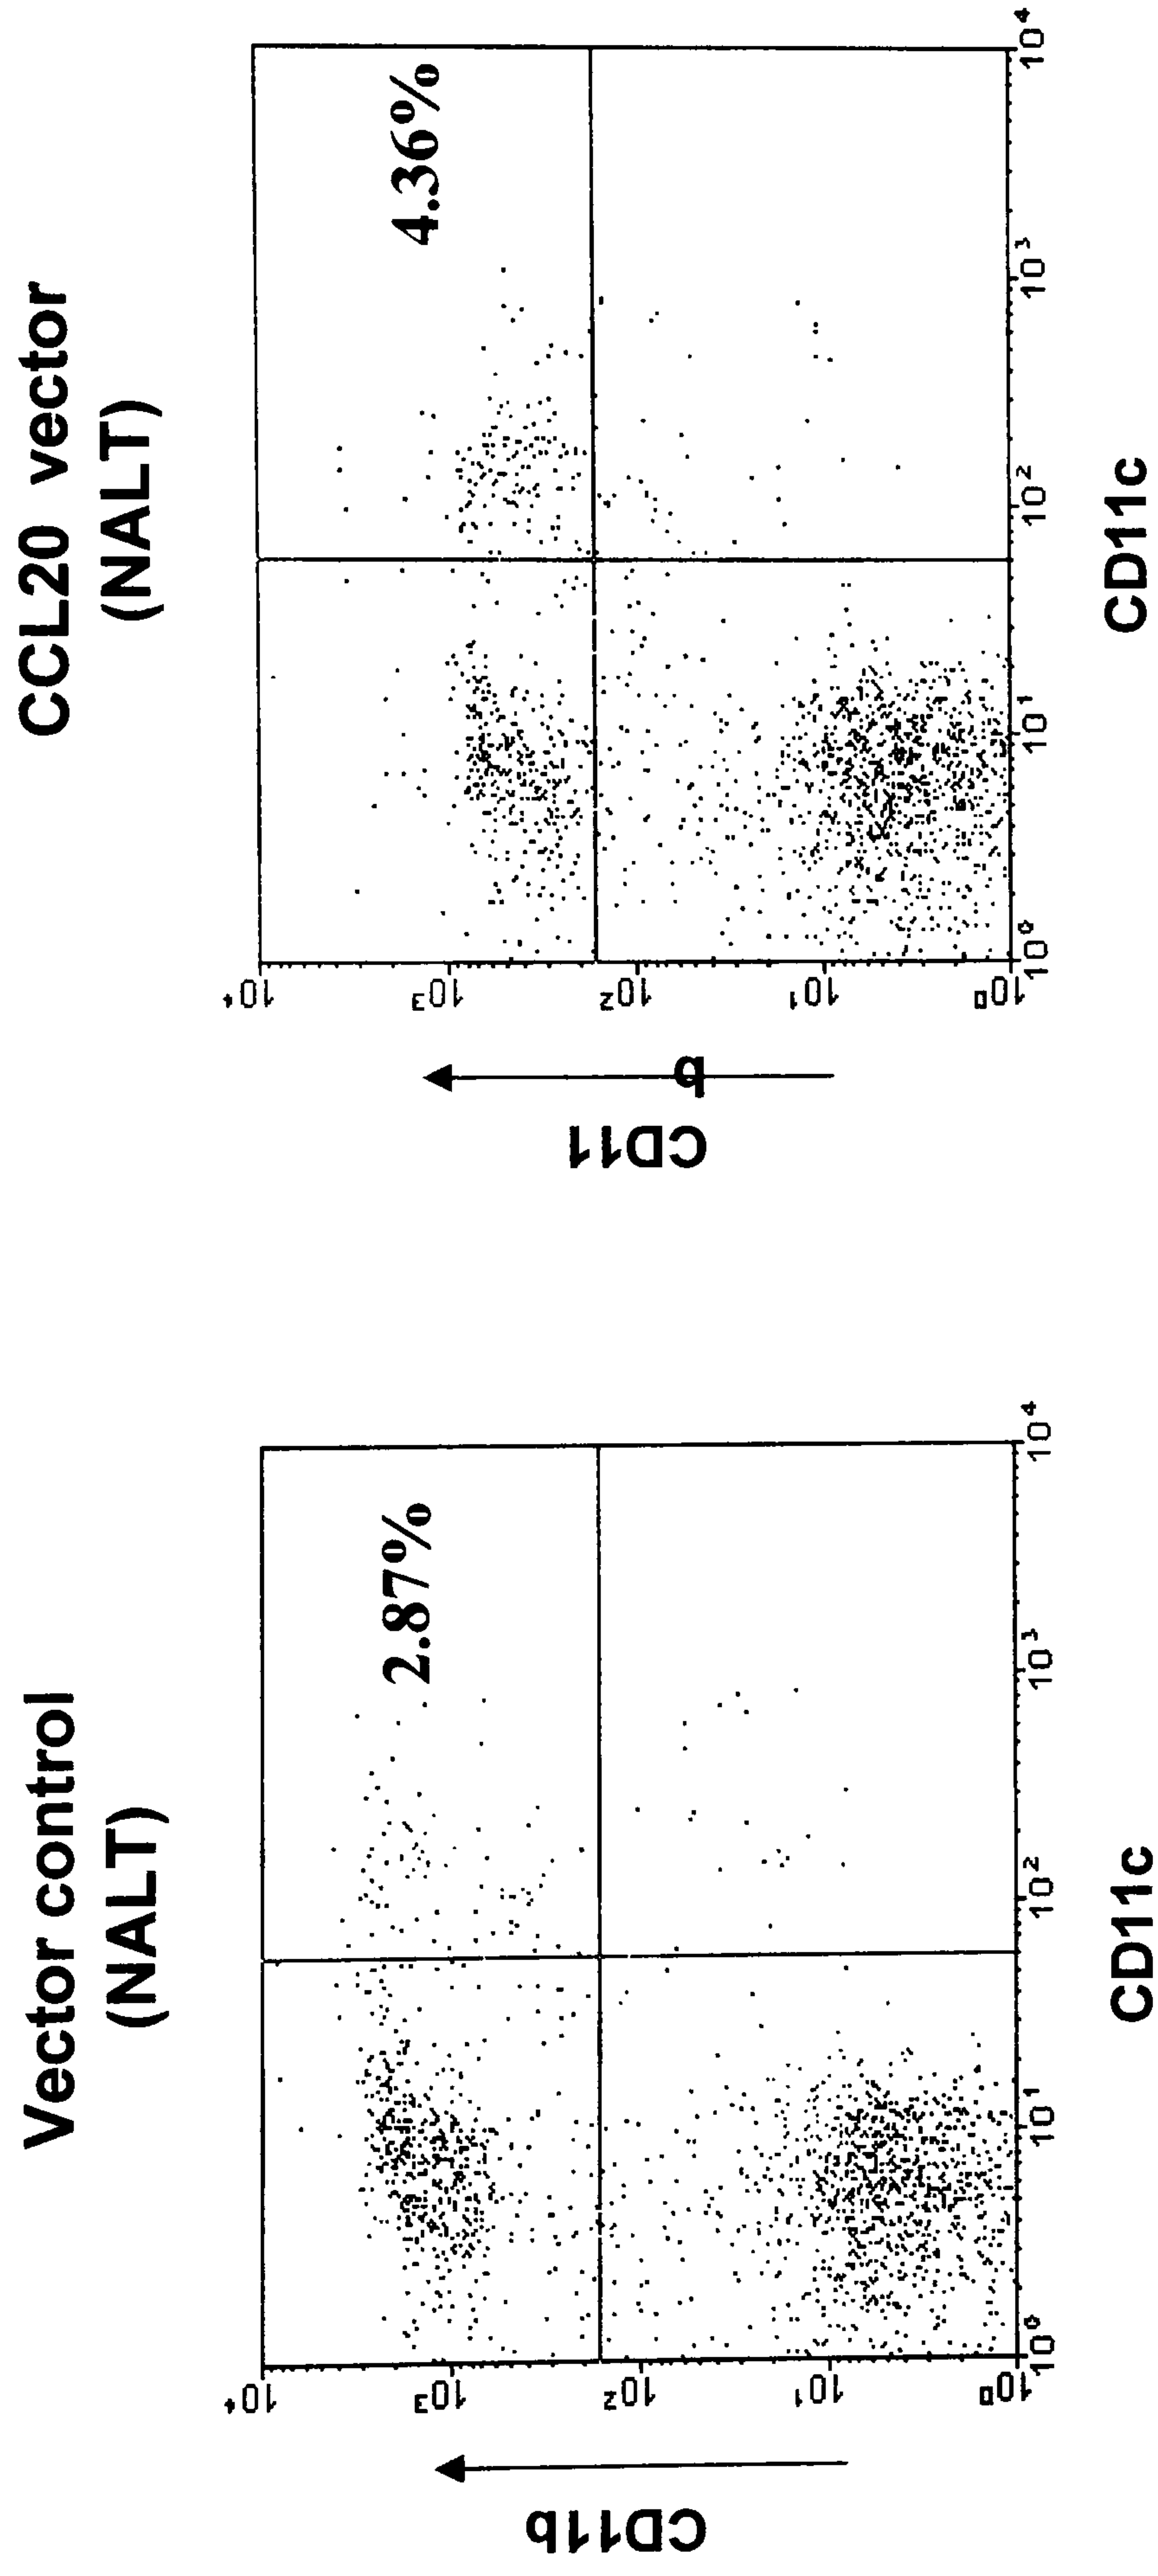 Vector control
(NALT)
2.87%
CD11b
10⁴
10³
10²
10¹
10⁰
10⁰
10¹
10²
10³
10⁴
CD11c
CCL20 vector
(NALT)
4.36%
CD11
b
10⁴
10³
10²
10¹
10⁰
10⁰
10¹
10²
10³
10⁴
CD11c